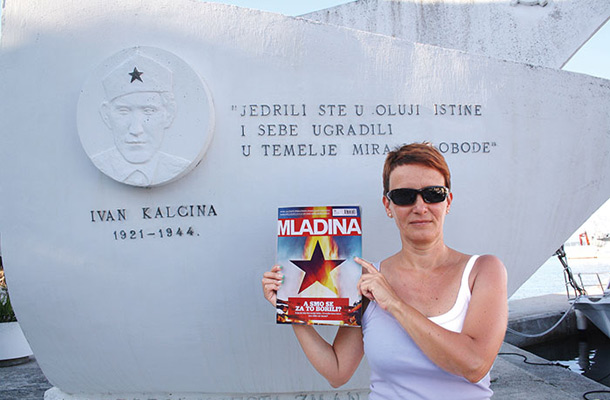 "JEDRILI STE U OLUJI ISTINE
I SEBE UGRADILI
U TEMELJE MIRA SLOBODE"
IVAN KALCINA
1921-1944.
MLADINA
A SMO SE
ZA TO BORILI?